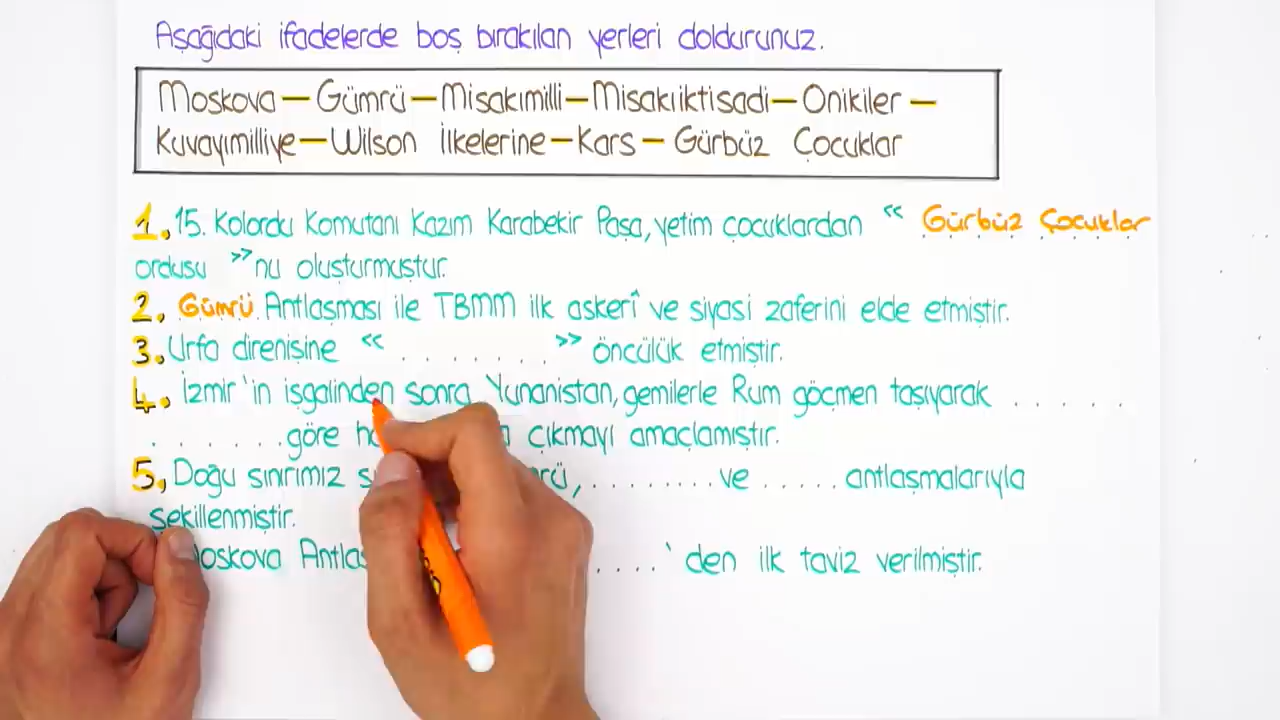 Aşağıdaki ifadelerde boş bırakılan yerleri doldurunuz.
Moskova – Gümrü – Misakımilli – Misakıiktisadi – Onikiler –
Kuvayımilliye – Wilson İlkelerine – Kars – Gürbüz Çocuklar
1. 15. Kolordu Komutanı Kazım Karabekir Paşa, yetim çocuklardan « Gürbüz Çocuklar
ordusu »nu oluşturmuştur.
2. Gümrü Antlaşması ile TBMM ilk askerî ve siyasi zaferini elde etmiştir.
3. Urfa direnişine « ....... » öncülük etmiştir.
4. İzmir'in işgalinden sonra Yunanistan, gemilerle Rum göçmen taşıyarak .....
...... göre çıkmayı amaçlamıştır.
5. Doğu sınırımız ........ ve ..... antlaşmalarıyla
şekillenmiştir.
Moskova .... 'den ilk taviz verilmiştir.